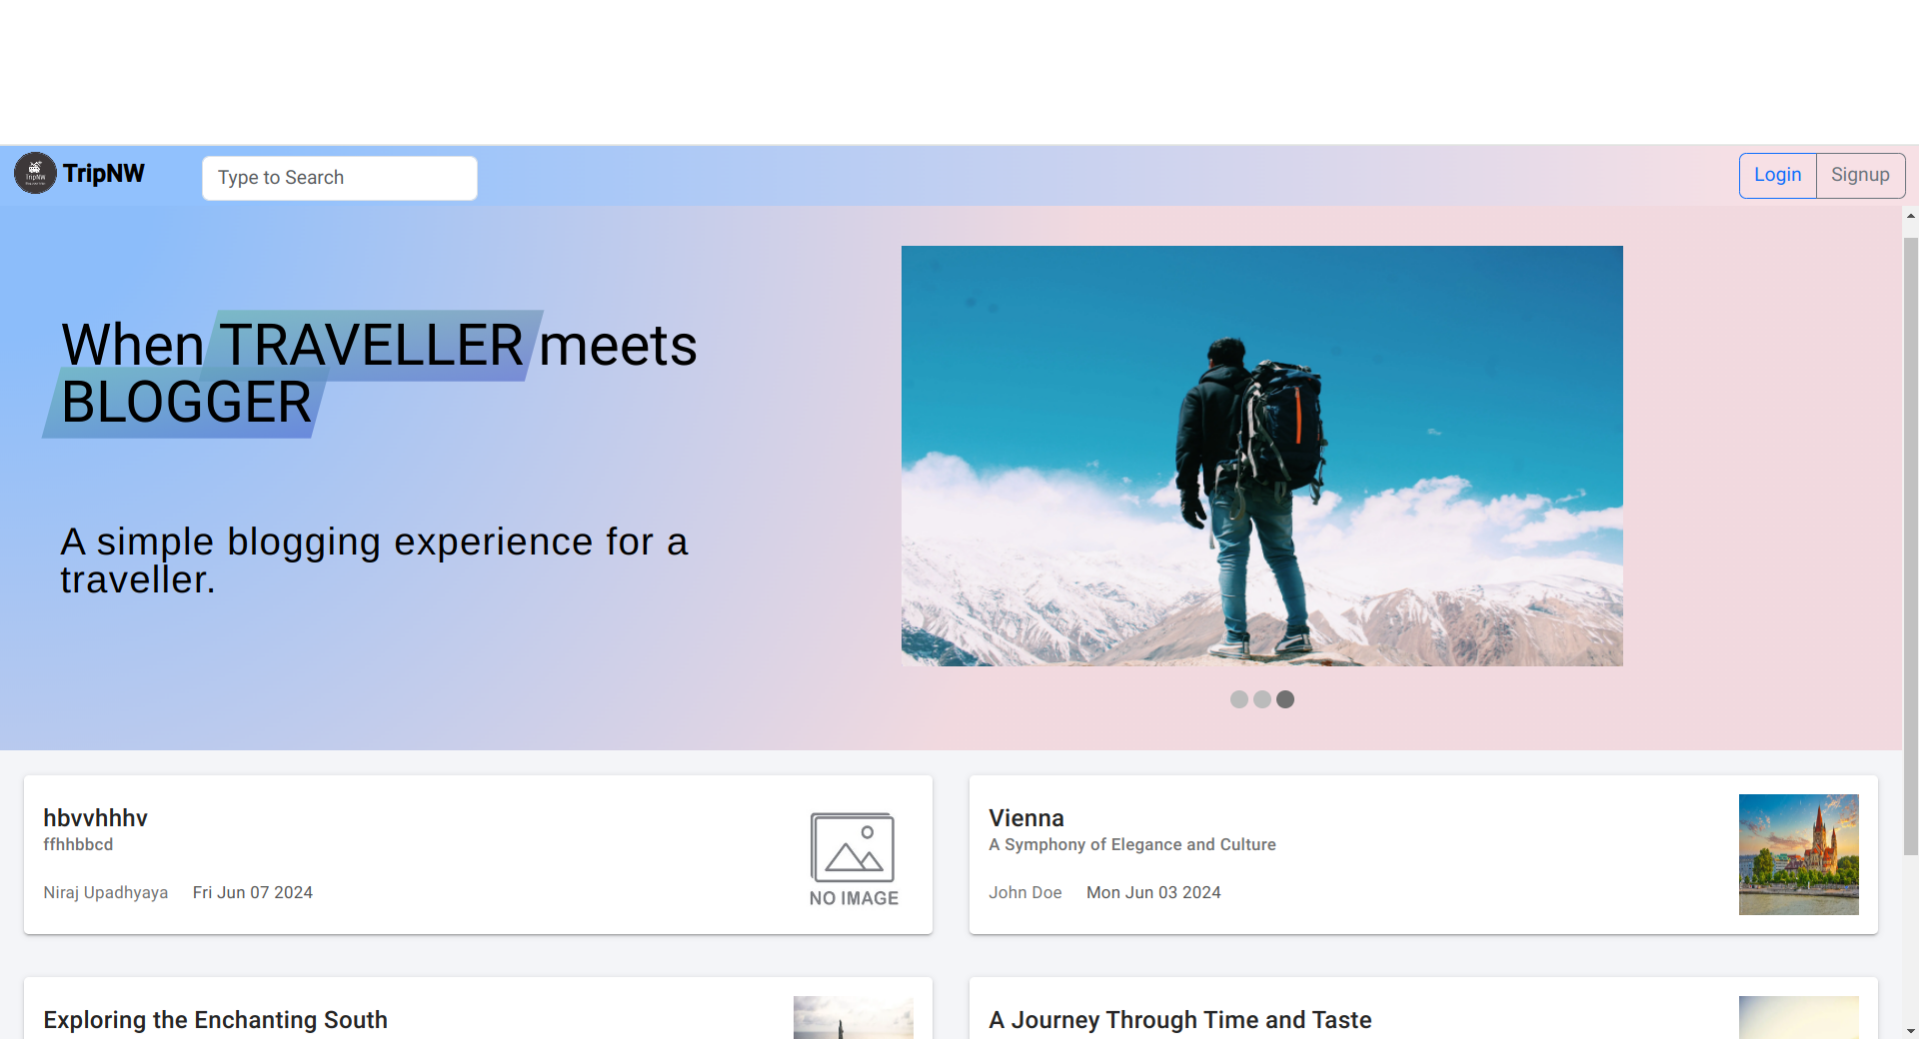 TripNW
TripNW
Type to Search
Login
Signup
When TRAVELLER meets
BLOGGER
A simple blogging experience for a
traveller.
hbvvhhhv
ffhhbbcd
Niraj Upadhyaya Fri Jun 07 2024
NO IMAGE
Vienna
A Symphony of Elegance and Culture
John Doe Mon Jun 03 2024
Exploring the Enchanting South
A Journey Through Time and Taste